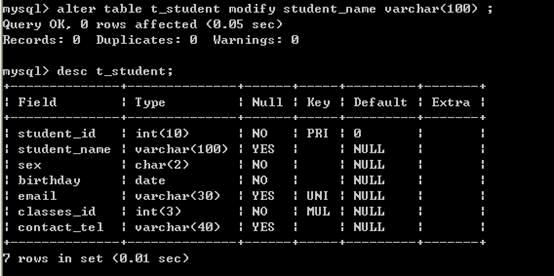 mysql> alter table t_student modify student_name varchar(100) ;
Query OK, 0 rows affected (0.05 sec)
Records: 0  Duplicates: 0  Warnings: 0
mysql> desc t_student;
+--------------+--------------+------+-----+---------+-------+
| Field        | Type         | Null | Key | Default | Extra |
+--------------+--------------+------+-----+---------+-------+
| student_id   | int(10)      | NO   | PRI | 0       |       |
| student_name | varchar(100) | YES  |     | NULL    |       |
| sex          | char(2)      | NO   |     | NULL    |       |
| birthday     | date         | NO   |     | NULL    |       |
| email        | varchar(30)  | YES  | UNI | NULL    |       |
| classes_id   | int(3)       | NO   | MUL | NULL    |       |
| contact_tel  | varchar(40)  | YES  |     | NULL    |       |
+--------------+--------------+------+-----+---------+-------+
7 rows in set (0.01 sec)